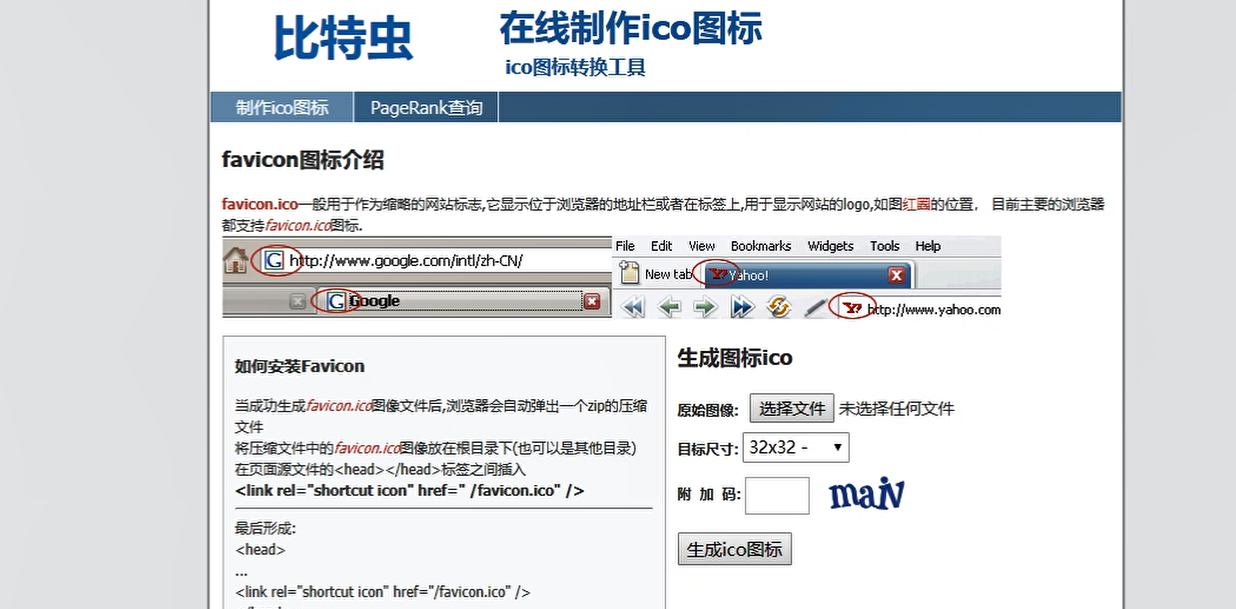 比特虫
在线制作ico图标
ico图标转换工具
制作ico图标
PageRank查询
favicon图标介绍
favicon.ico一般用于作为缩略的网站标志,它显示位于浏览器的地址栏或者在标签上,用于显示网站的logo,如图红圈的位置， 目前主要的浏览器
都支持favicon.ico图标.
http://www.google.com/intl/zh-CN/
Google
File Edit View Bookmarks Widgets Tools Help
New tab
Yahoo!
http://www.yahoo.com
如何安装Favicon
当成功生成favicon.ico图像文件后,浏览器会自动弹出一个zip的压缩
文件
将压缩文件中的favicon.ico图像放在根目录下(也可以是其他目录)
在页面源文件的<head></head>标签之间插入
<link rel="shortcut icon" href=" /favicon.ico" />
最后形成:
<head>
...
<link rel="shortcut icon" href="/favicon.ico" />
生成图标ico
原始图像: 选择文件 未选择任何文件
目标尺寸: 32x32 -
附 加 码:
生成ico图标